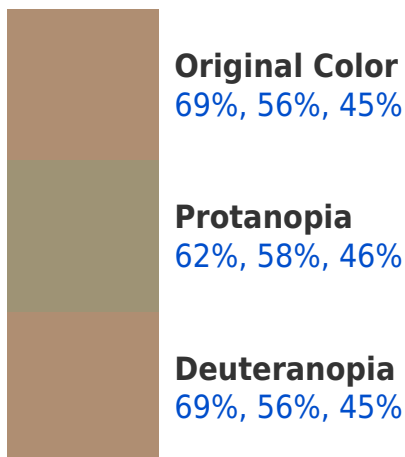 Original Color
69%, 56%, 45%
Protanopia
62%, 58%, 46%
Deuteranopia
69%, 56%, 45%